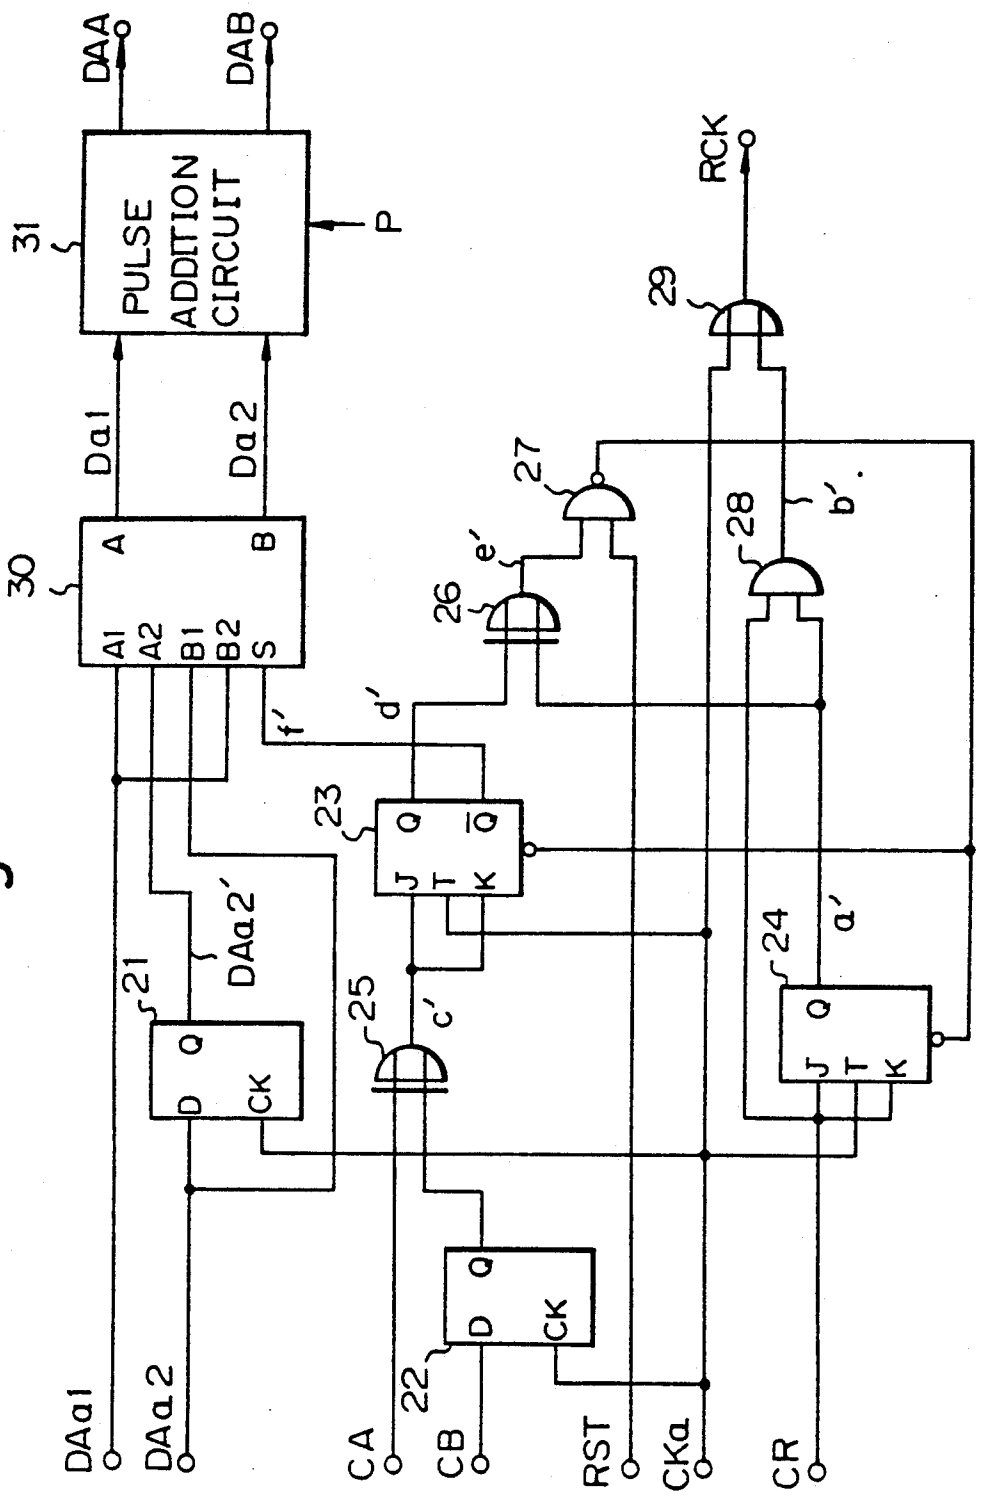 DAa1
DAa2
CA
CB
RST
CKa
CR
21
D
Q
CK
DAa2'
22
D
Q
CK
25
c'
23
J
Q
T
K
Q̅
d'
f'
24
J
Q
T
K
a'
26
e'
27
28
b'
29
RCK
30
A1
A
A2
B1
B2
B
S
Da1
Da2
31
PULSE
ADDITION
CIRCUIT
P
DAA
DAB